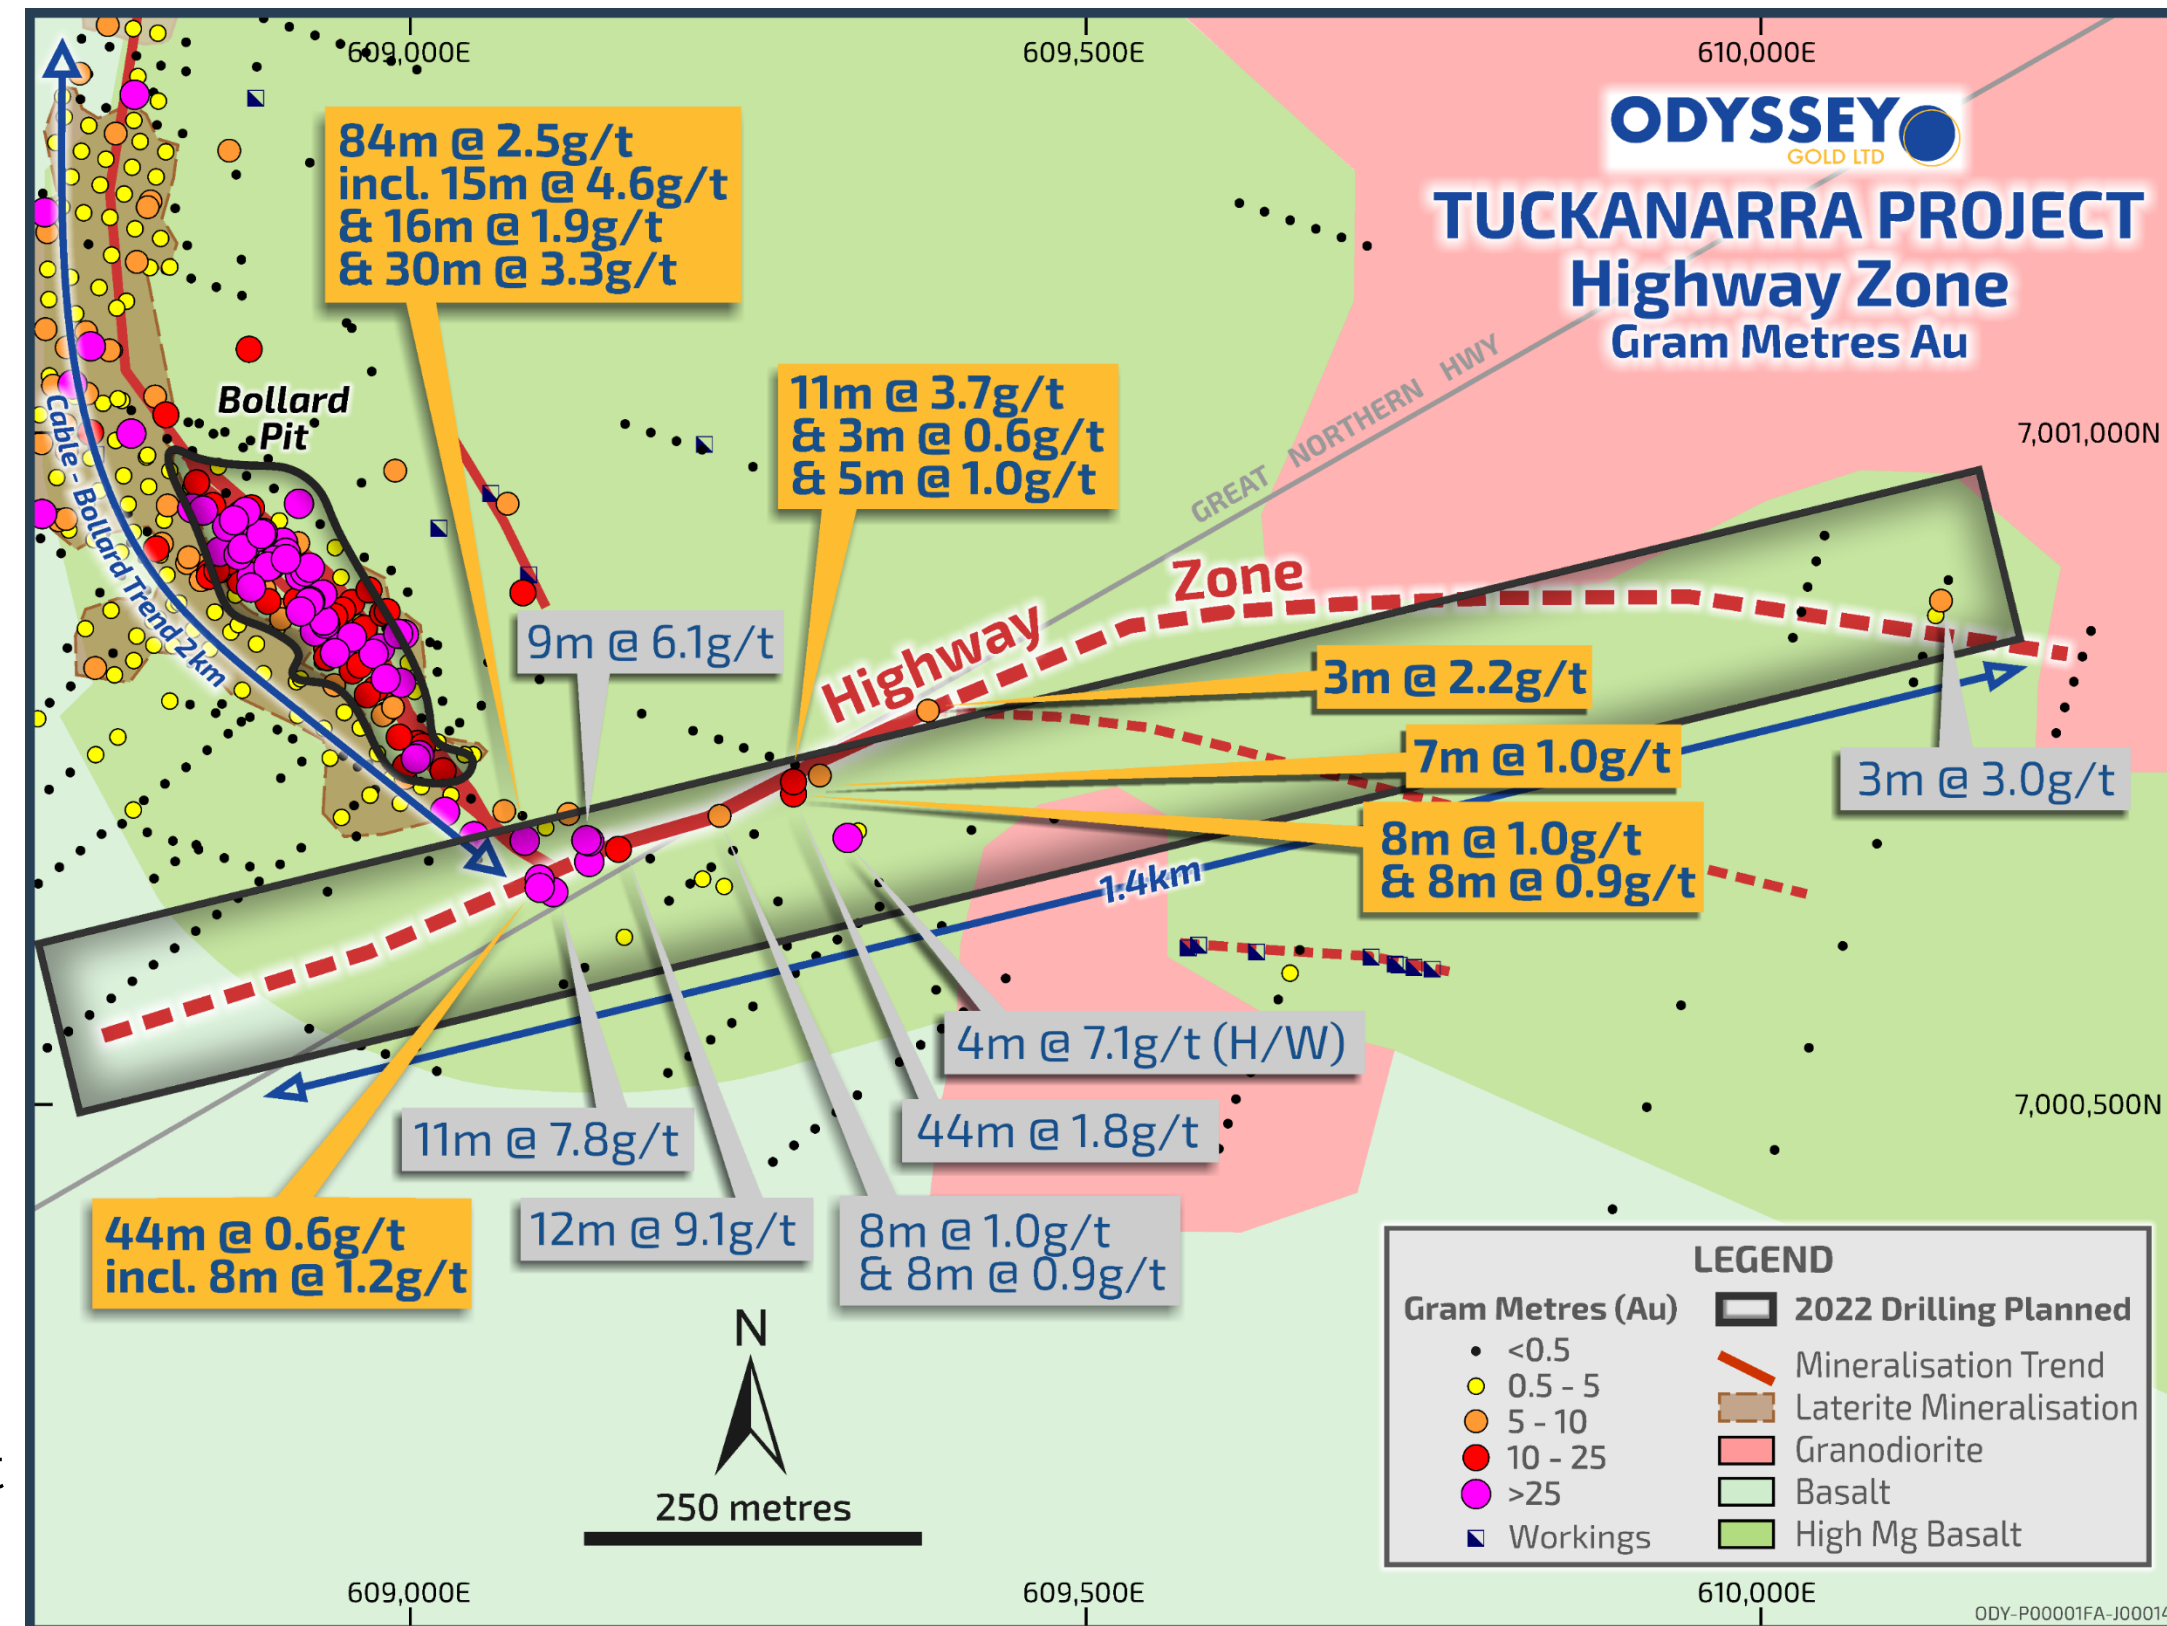 609,000E
609,500E
610,000E
ODYSSEY
GOLD LTD
TUCKANARRA PROJECT
Highway Zone
Gram Metres Au
84m @ 2.5g/t
incl. 15m @ 4.6g/t
& 16m @ 1.9g/t
& 30m @ 3.3g/t
GREAT NORTHERN HWY
11m @ 3.7g/t
& 3m @ 0.6g/t
& 5m @ 1.0g/t
Bollard
Pit
7,001,000N
Cable - Bollard Trend 2km
Highway Zone
9m @ 6.1g/t
3m @ 2.2g/t
7m @ 1.0g/t
3m @ 3.0g/t
8m @ 1.0g/t
& 8m @ 0.9g/t
1.4km
4m @ 7.1g/t (H/W)
7,000,500N
11m @ 7.8g/t
44m @ 1.8g/t
44m @ 0.6g/t
incl. 8m @ 1.2g/t
12m @ 9.1g/t
8m @ 1.0g/t
& 8m @ 0.9g/t
N
250 metres
LEGEND
Gram Metres (Au)
<0.5
0.5 - 5
5 - 10
10 - 25
>25
Workings
2022 Drilling Planned
Mineralisation Trend
Laterite Mineralisation
Granodiorite
Basalt
High Mg Basalt
609,000E
609,500E
610,000E
ODY-P00001FA-J00014